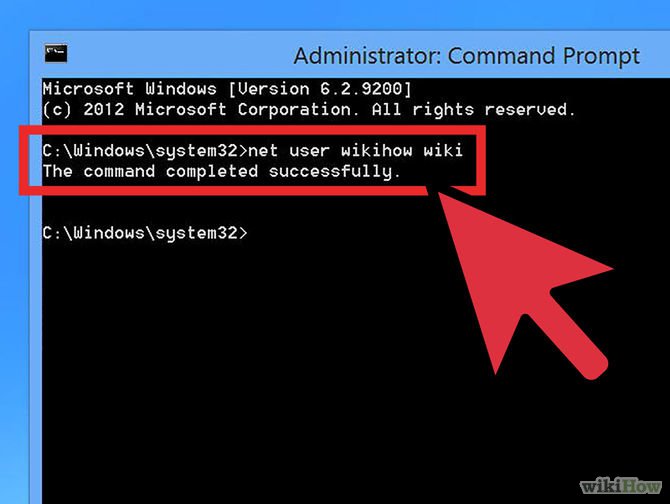 Administrator: Command Prompt
Microsoft Windows [Version 6.2.9200]
(c) 2012 Microsoft Corporation. All rights reserved.
C:\Windows\system32>net user wikihow wiki
The command completed successfully.
C:\Windows\system32>
wikiHow